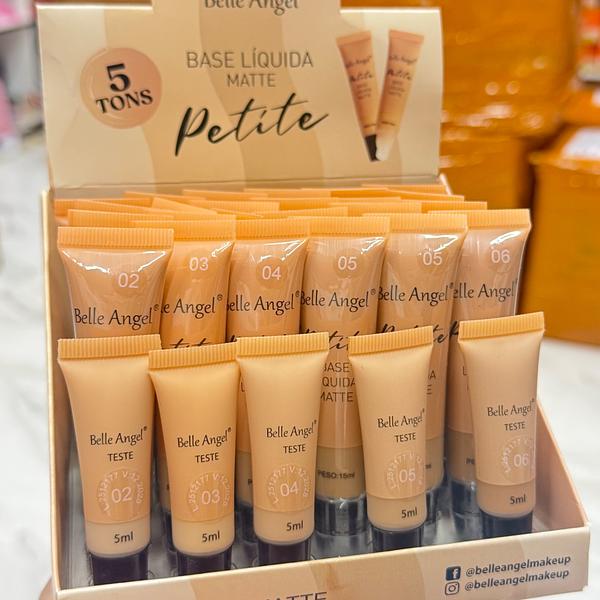 Belle Angel
5
TONS
BASE LÍQUIDA
MATTE
Petite
02
03
04
05
05
06
Belle Angel®
Belle Angel®
Belle Angel®
Belle Angel®
Belle Angel®
Belle Angel®
BASE
LÍQUIDA
MATTE
PESO:15ml
Belle Angel®
TESTE
02
5ml
Belle Angel®
TESTE
03
5ml
Belle Angel®
TESTE
04
5ml
Belle Angel®
TESTE
05
5ml
Belle Angel®
TESTE
06
5ml
MATTE
@belleangelmakeup
@belleangelmakeup